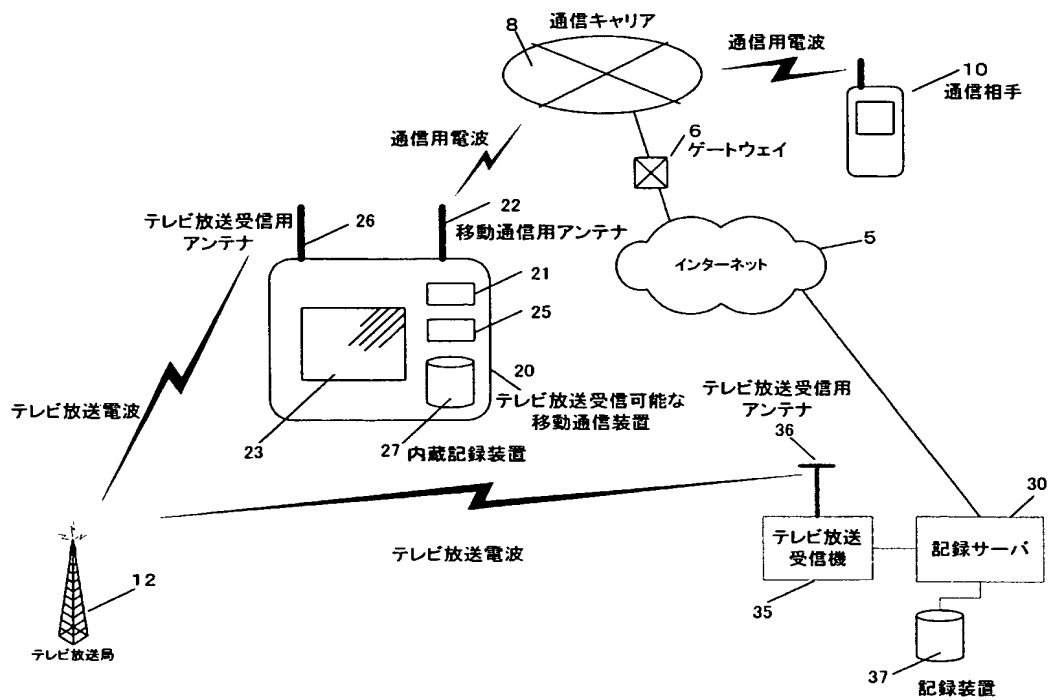 通信キャリア
8
通信用電波
10
通信相手
通信用電波
6
ゲートウェイ
テレビ放送受信用
アンテナ
26
22
移動通信用アンテナ
5
インターネット
21
25
20
テレビ放送受信可能な
移動通信装置
23
27 内蔵記録装置
テレビ放送電波
テレビ放送受信用
アンテナ
36
30
テレビ放送
受信機
記録サーバ
35
テレビ放送電波
12
テレビ放送局
37
記録装置